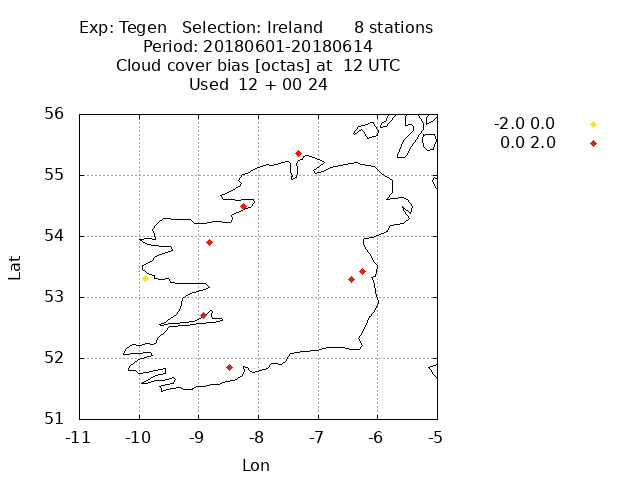 Exp: Tegen   Selection: Ireland      8 stations
Period: 20180601-20180614
Cloud cover bias [octas] at  12 UTC
Used  12 + 00 24
-2.0 0.0
0.0 2.0
56
55
54
53
52
51
Lat
-11 -10 -9 -8 -7 -6 -5
Lon